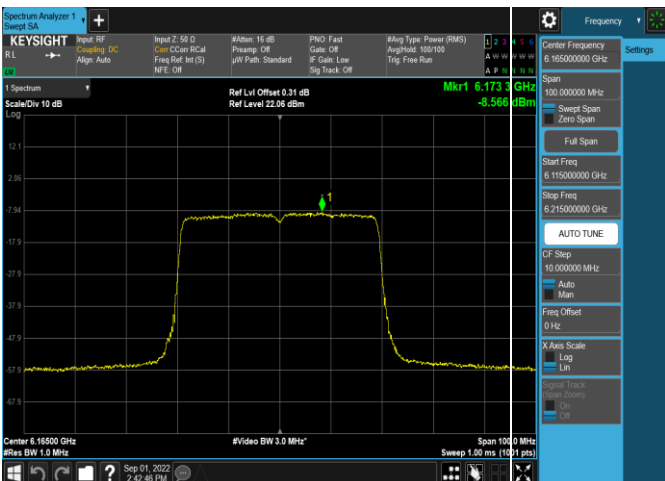 Spectrum Analyzer 1
Swept SA
+
Frequency
KEYSIGHT
RL
Input: RF
Coupling: DC
Align: Auto
Input Z: 50 Ω
Corr CCorr RCal
Freq Ref: Int (S)
NFE: Off
#Atten: 16 dB
Preamp: Off
µW Path: Standard
PNO: Fast
Gate: Off
IF Gain: Low
Sig Track: Off
#Avg Type: Power (RMS)
Avg|Hold: 100/100
Trig: Free Run
1 2 3 4 5 6
A W W W W W
A P N N N N
1 Spectrum
Scale/Div 10 dB
Log
Ref Lvl Offset 0.31 dB
Ref Level 22.06 dBm
Mkr1 6.173 3 GHz
-8.566 dBm
12.1
2.06
-7.94
-17.9
-27.9
-37.9
-47.9
-57.9
-67.9
1
Center 6.16500 GHz
#Res BW 1.0 MHz
#Video BW 3.0 MHz*
Span 100.0 MHz
Sweep 1.00 ms (1001 pts)
Sep 01, 2022
2:42:46 PM
Center Frequency
6.165000000 GHz
Settings
Span
100.000000 MHz
Swept Span
Zero Span
Full Span
Start Freq
6.115000000 GHz
Stop Freq
6.215000000 GHz
AUTO TUNE
CF Step
10.000000 MHz
Auto
Man
Freq Offset
0 Hz
X Axis Scale
Log
Lin
Signal Track
(Span Zoom)
On
Off